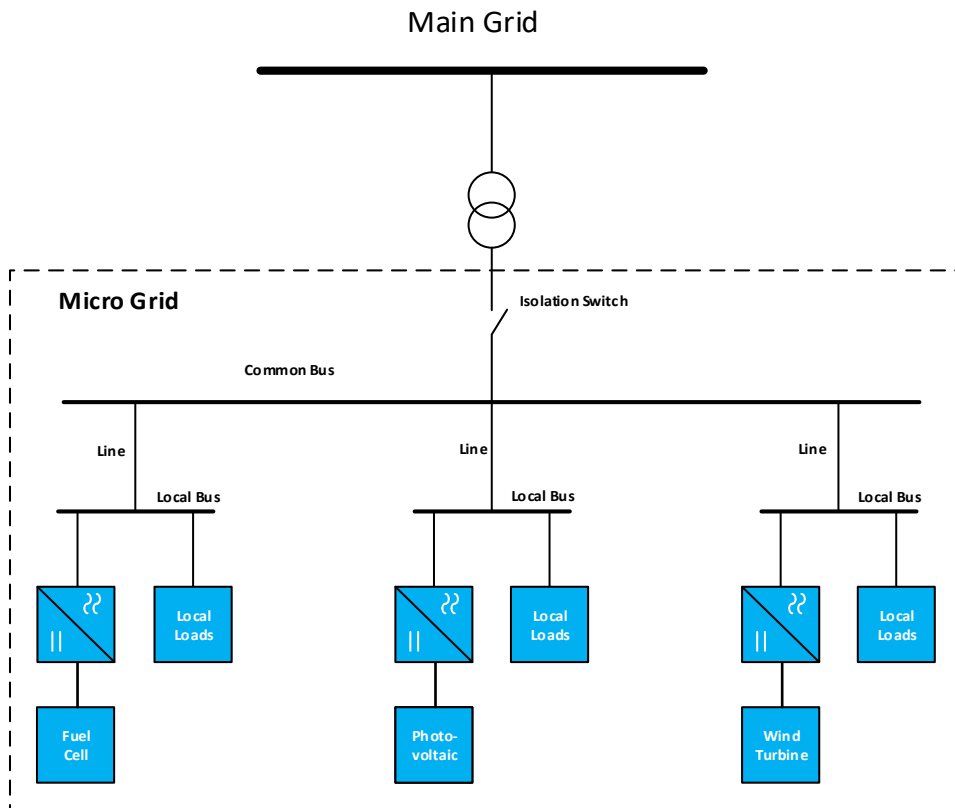 Main Grid
Micro Grid
Isolation Switch
Common Bus
Line
Line
Line
Local Bus
Local Bus
Local Bus
Local
Loads
Local
Loads
Local
Loads
Fuel
Cell
Photo-
voltaic
Wind
Turbine